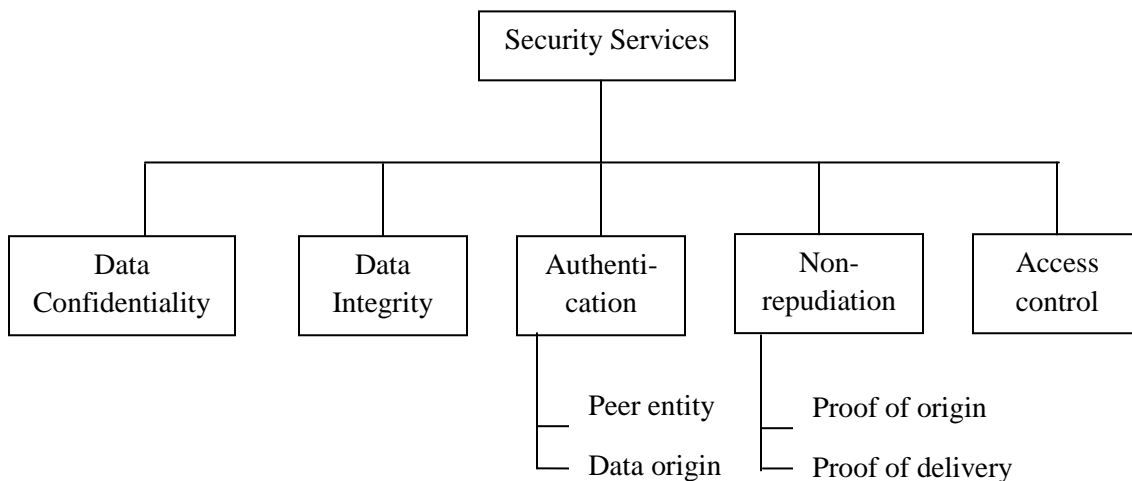 Security Services
Data
Confidentiality
Data
Integrity
Authenti-
cation
Non-
repudiation
Access
control
Peer entity
Data origin
Proof of origin
Proof of delivery